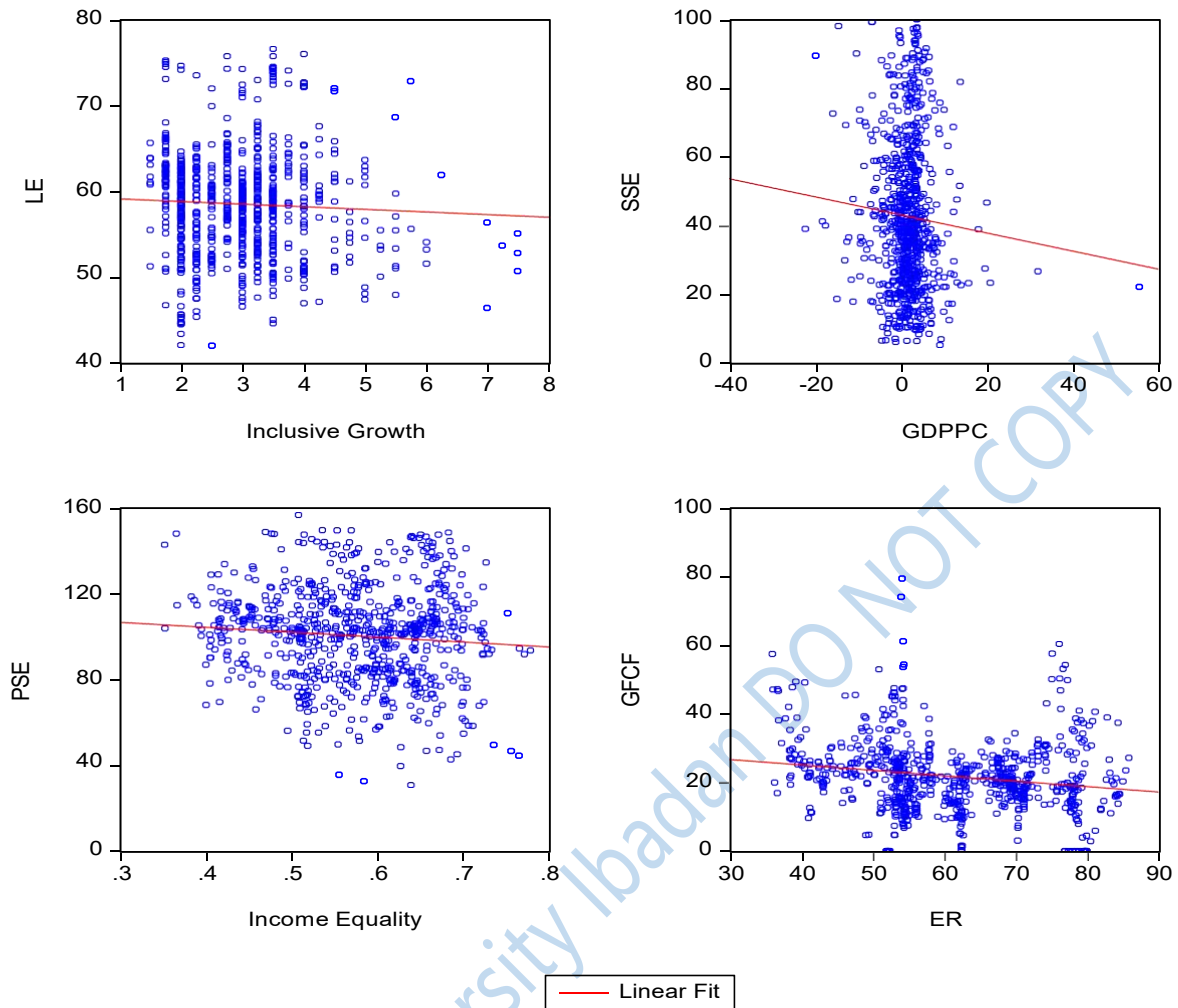 80
70
60
50
40
LE
1 2 3 4 5 6 7 8
Inclusive Growth
100
80
60
40
20
0
SSE
-40 -20 0 20 40 60
GDPPC
160
120
80
40
0
PSE
.3 .4 .5 .6 .7 .8
Income Equality
100
80
60
40
20
0
GFCF
30 40 50 60 70 80 90
ER
Linear Fit
rsity Ibadan DO NOT COPY